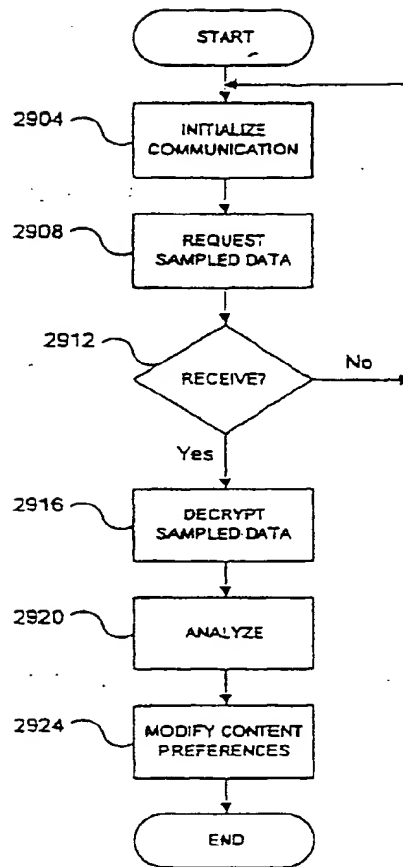 START
2904
INITIALIZE
COMMUNICATION
2908
REQUEST
SAMPLED DATA
2912
RECEIVE?
No
Yes
2916
DECRYPT
SAMPLED DATA
2920
ANALYZE
2924
MODIFY CONTENT
PREFERENCES
END